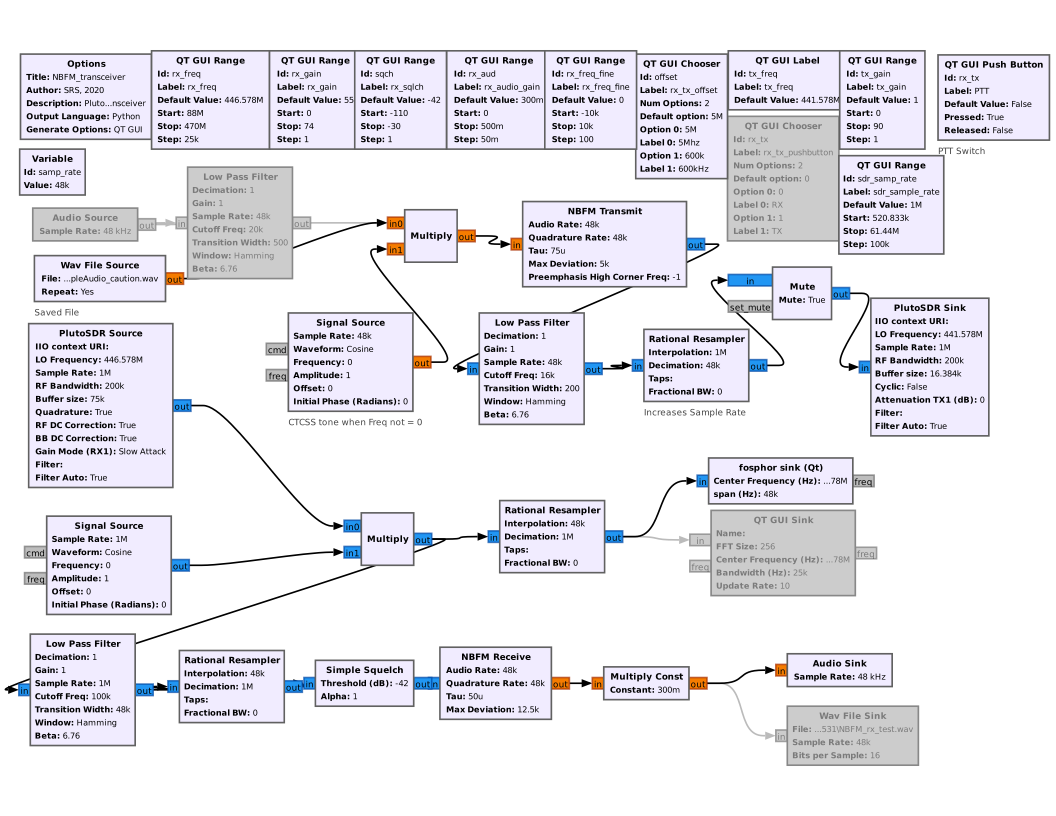 Options
Title: NBFM_transceiver
Author: SRS, 2020
Description: Pluto...nsceiver
Output Language: Python
Generate Options: QT GUI
QT GUI Range
Id: rx_freq
Label: rx_freq
Default Value: 446.578M
Start: 88M
Stop: 470M
Step: 25k
QT GUI Range
Id: rx_gain
Label: rx_gain
Default Value: 55
Start: 0
Stop: 74
Step: 1
QT GUI Range
Id: sqch
Label: rx_sqlch
Default Value: -42
Start: -110
Stop: -30
Step: 1
QT GUI Range
Id: rx_aud
Label: rx_audio_gain
Default Value: 300m
Start: 0
Stop: 500m
Step: 50m
QT GUI Range
Id: rx_freq_fine
Label: rx_freq_fine
Default Value: 0
Start: -10k
Stop: 10k
Step: 100
QT GUI Chooser
Id: offset
Label: rx_tx_offset
Num Options: 2
Default option: 5M
Option 0: 5M
Label 0: 5Mhz
Option 1: 600k
Label 1: 600kHz
QT GUI Label
Id: tx_freq
Label: tx_freq
Default Value: 441.578M
QT GUI Range
Id: tx_gain
Label: tx_gain
Default Value: 1
Start: 0
Stop: 90
Step: 1
QT GUI Push Button
Id: rx_tx
Label: PTT
Default Value: False
Pressed: True
Released: False
PTT Switch
QT GUI Chooser
Id: rx_tx
Label: rx_tx_pushbutton
Num Options: 2
Default option: 0
Option 0: 0
Label 0: RX
Option 1: 1
Label 1: TX
QT GUI Range
Id: sdr_samp_rate
Label: sdr_sample_rate
Default Value: 1M
Start: 520.833k
Stop: 61.44M
Step: 100k
Variable
Id: samp_rate
Value: 48k
Audio Source
Sample Rate: 48 kHz
out
in
Low Pass Filter
Decimation: 1
Gain: 1
Sample Rate: 48k
Cutoff Freq: 20k
Transition Width: 500
Window: Hamming
Beta: 6.76
out
Wav File Source
File: ...pleAudio_caution.wav
Repeat: Yes
out
Saved File
in0
in1
Multiply
out
in
NBFM Transmit
Audio Rate: 48k
Quadrature Rate: 48k
Tau: 75u
Max Deviation: 5k
Preemphasis High Corner Freq: -1
out
cmd
freq
Signal Source
Sample Rate: 48k
Waveform: Cosine
Frequency: 0
Amplitude: 1
Offset: 0
Initial Phase (Radians): 0
out
CTCSS tone when Freq not = 0
in
Low Pass Filter
Decimation: 1
Gain: 1
Sample Rate: 48k
Cutoff Freq: 16k
Transition Width: 200
Window: Hamming
Beta: 6.76
out
in
Rational Resampler
Interpolation: 1M
Decimation: 48k
Taps:
Fractional BW: 0
out
Increases Sample Rate
in
set_mute
Mute
Mute: True
out
in
PlutoSDR Sink
IIO context URI:
LO Frequency: 441.578M
Sample Rate: 1M
RF Bandwidth: 200k
Buffer size: 16.384k
Cyclic: False
Attenuation TX1 (dB): 0
Filter:
Filter Auto: True
PlutoSDR Source
IIO context URI:
LO Frequency: 446.578M
Sample Rate: 1M
RF Bandwidth: 200k
Buffer size: 75k
Quadrature: True
RF DC Correction: True
BB DC Correction: True
Gain Mode (RX1): Slow Attack
Filter:
Filter Auto: True
out
cmd
freq
Signal Source
Sample Rate: 1M
Waveform: Cosine
Frequency: 0
Amplitude: 1
Offset: 0
Initial Phase (Radians): 0
out
in0
in1
Multiply
out
in
Rational Resampler
Interpolation: 48k
Decimation: 1M
Taps:
Fractional BW: 0
out
in
fosphor sink (Qt)
Center Frequency (Hz): ...78M
span (Hz): 48k
freq
in
freq
QT GUI Sink
Name:
FFT Size: 256
Center Frequency (Hz): ...78M
Bandwidth (Hz): 25k
Update Rate: 10
freq
in
Low Pass Filter
Decimation: 1
Gain: 1
Sample Rate: 1M
Cutoff Freq: 100k
Transition Width: 48k
Window: Hamming
Beta: 6.76
out
in
Rational Resampler
Interpolation: 48k
Decimation: 1M
Taps:
Fractional BW: 0
out
in
Simple Squelch
Threshold (dB): -42
Alpha: 1
out
in
NBFM Receive
Audio Rate: 48k
Quadrature Rate: 48k
Tau: 50u
Max Deviation: 12.5k
out
in
Multiply Const
Constant: 300m
out
in
Audio Sink
Sample Rate: 48 kHz
in
Wav File Sink
File: ...531\NBFM_rx_test.wav
Sample Rate: 48k
Bits per Sample: 16